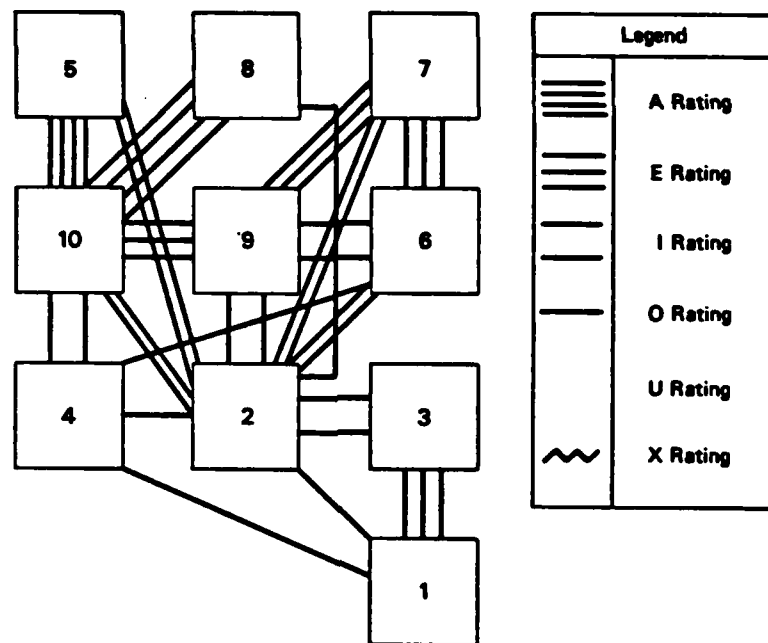 5 8 7
10 9 6
4 2 3
1
Legend
A Rating
E Rating
I Rating
O Rating
U Rating
X Rating